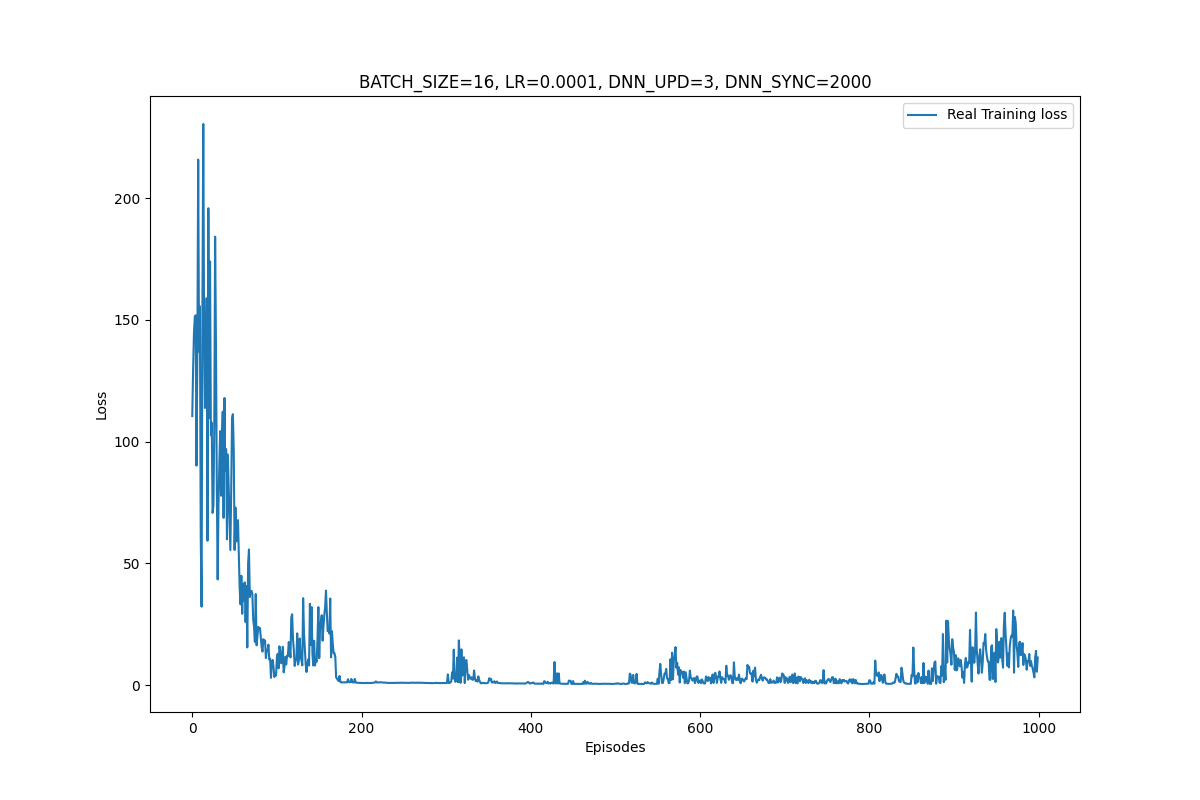 BATCH_SIZE=16, LR=0.0001, DNN_UPD=3, DNN_SYNC=2000
Real Training loss
200
150
100
50
0
Loss
0 200 400 600 800 1000
Episodes